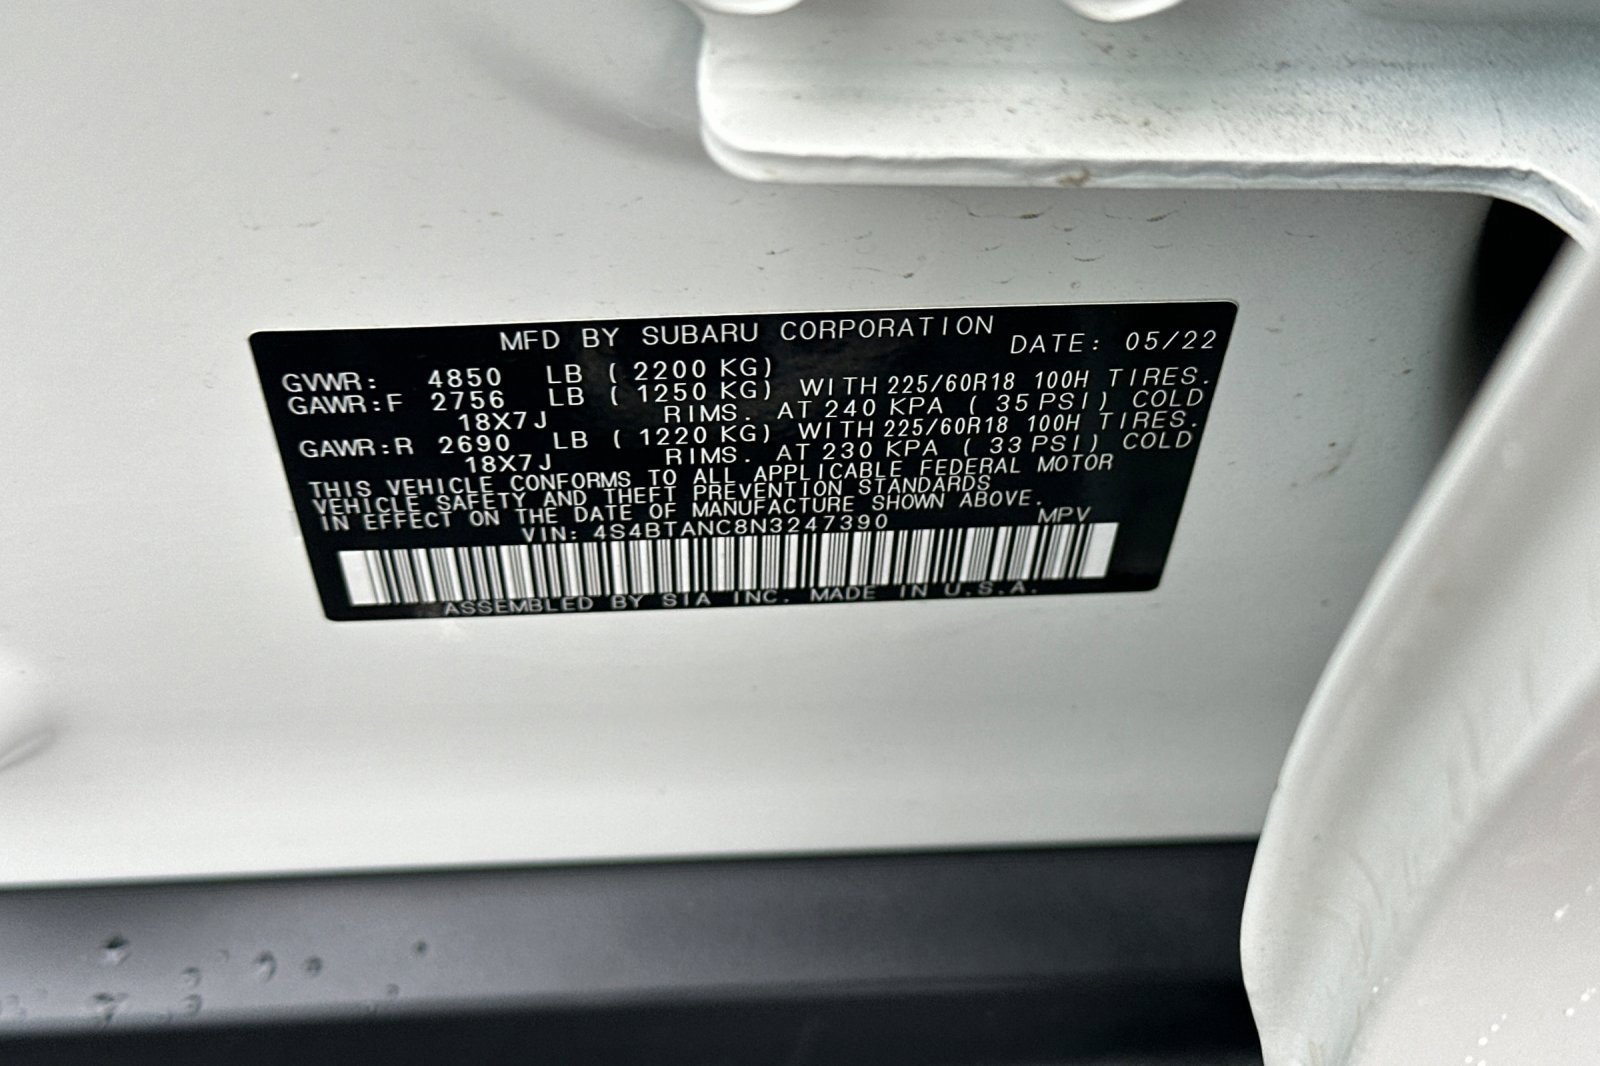 MFD BY SUBARU CORPORATION DATE: 05/22
GVWR: 4850 LB ( 2200 KG)
GAWR:F 2756 LB ( 1250 KG) WITH 225/60R18 100H TIRES.
18X7J RIMS. AT 240 KPA ( 35 PSI) COLD
GAWR:R 2690 LB ( 1220 KG) WITH 225/60R18 100H TIRES.
18X7J RIMS. AT 230 KPA ( 33 PSI) COLD
THIS VEHICLE CONFORMS TO ALL APPLICABLE FEDERAL MOTOR
VEHICLE SAFETY AND THEFT PREVENTION STANDARDS
IN EFFECT ON THE DATE OF MANUFACTURE SHOWN ABOVE.
VIN: 4S4BTANC8N3247390 MPV
ASSEMBLED BY SIA INC. MADE IN U.S.A.